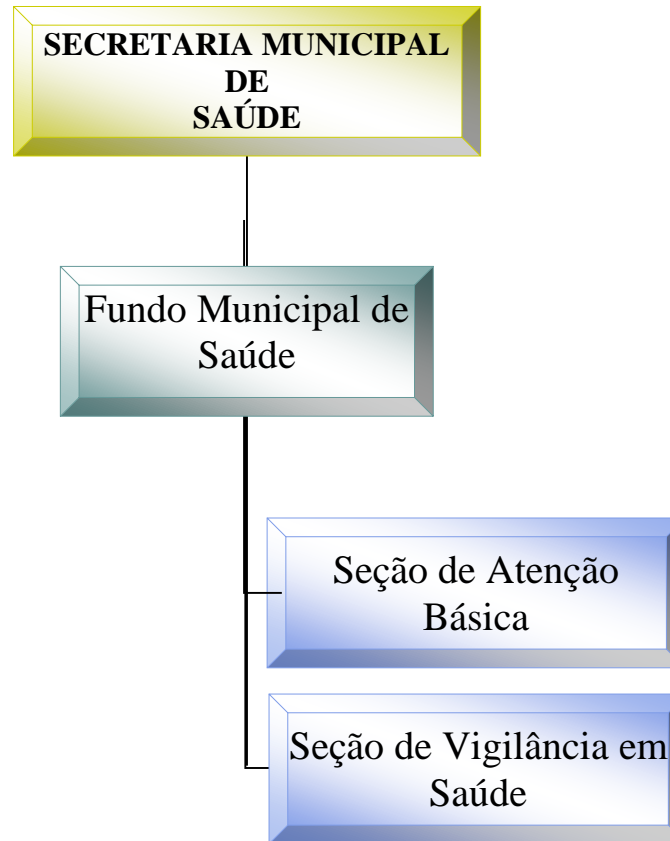 SECRETARIA MUNICIPAL
DE
SAÚDE
Fundo Municipal de
Saúde
Seção de Atenção
Básica
Seção de Vigilância em
Saúde